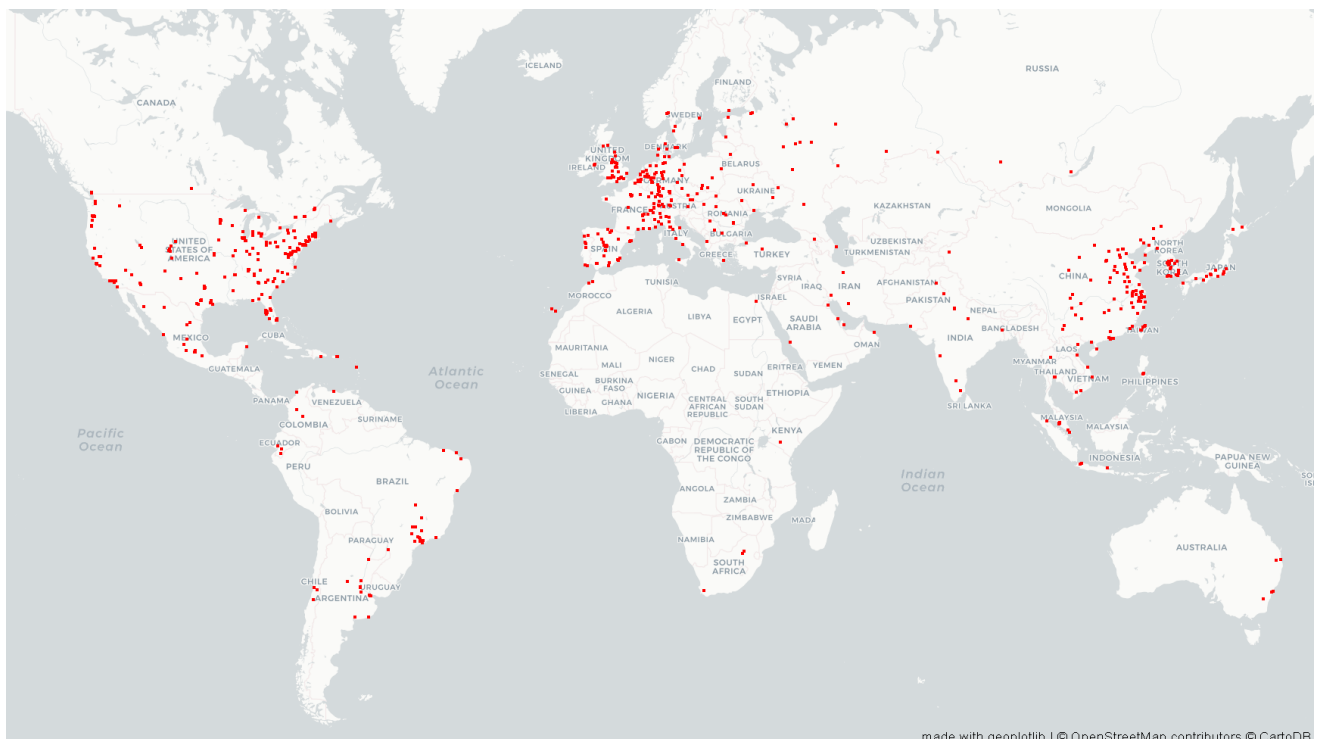 ICELAND
RUSSIA
FINLAND
CANADA
SWEDEN
UNITED
KINGDOM
IRELAND
DENMARK
BELARUS
GERMANY
UKRAINE
KAZAKHSTAN
MONGOLIA
FRANCE
AUSTRIA
ROMANIA
BULGARIA
ITALY
SPAIN
GREECE
TÜRKEY
UZBEKISTAN
TURKMENISTAN
NORTH
KOREA
SOUTH
KOREA
JAPAN
CHINA
UNITED
STATES OF
AMERICA
TUNISIA
SYRIA
IRAQ
IRAN
AFGHANISTAN
PAKISTAN
MOROCCO
ISRAEL
ALGERIA
LIBYA
EGYPT
SAUDI
ARABIA
NEPAL
BANGLADESH
INDIA
TAIWAN
MEXICO
CUBA
OMAN
LAOS
MYANMAR
MAURITANIA
MALI
NIGER
CHAD
SUDAN
ERITREA
YEMEN
THAILAND
VIETNAM
PHILIPPINES
GUATEMALA
Atlantic
Ocean
SENEGAL
GUINEA
BURKINA
FASO
NIGERIA
GHANA
LIBERIA
CENTRAL
AFRICAN
REPUBLIC
SOUTH
SUDAN
ETHIOPIA
SRI LANKA
PANAMA
VENEZUELA
COLOMBIA
SURINAME
MALAYSIA
MALAYSIA
Pacific
Ocean
ECUADOR
GABON
DEMOCRATIC
REPUBLIC OF
THE CONGO
KENYA
INDONESIA
PAPUA NEW
GUINEA
PERU
BRAZIL
Indian
Ocean
SO
ISL
ANGOLA
ZAMBIA
BOLIVIA
ZIMBABWE
MADA
NAMIBIA
PARAGUAY
AUSTRALIA
SOUTH
AFRICA
CHILE
URUGUAY
ARGENTINA
made with geoplotlib | © OpenStreetMap contributors © CartoDB